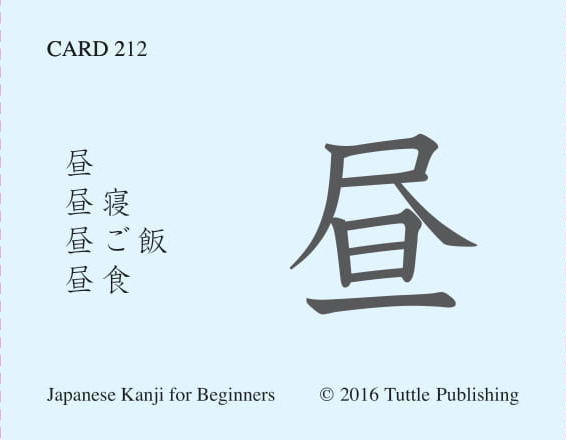 CARD 212
昼
昼寝
昼ご飯
昼食
昼
Japanese Kanji for Beginners
© 2016 Tuttle Publishing